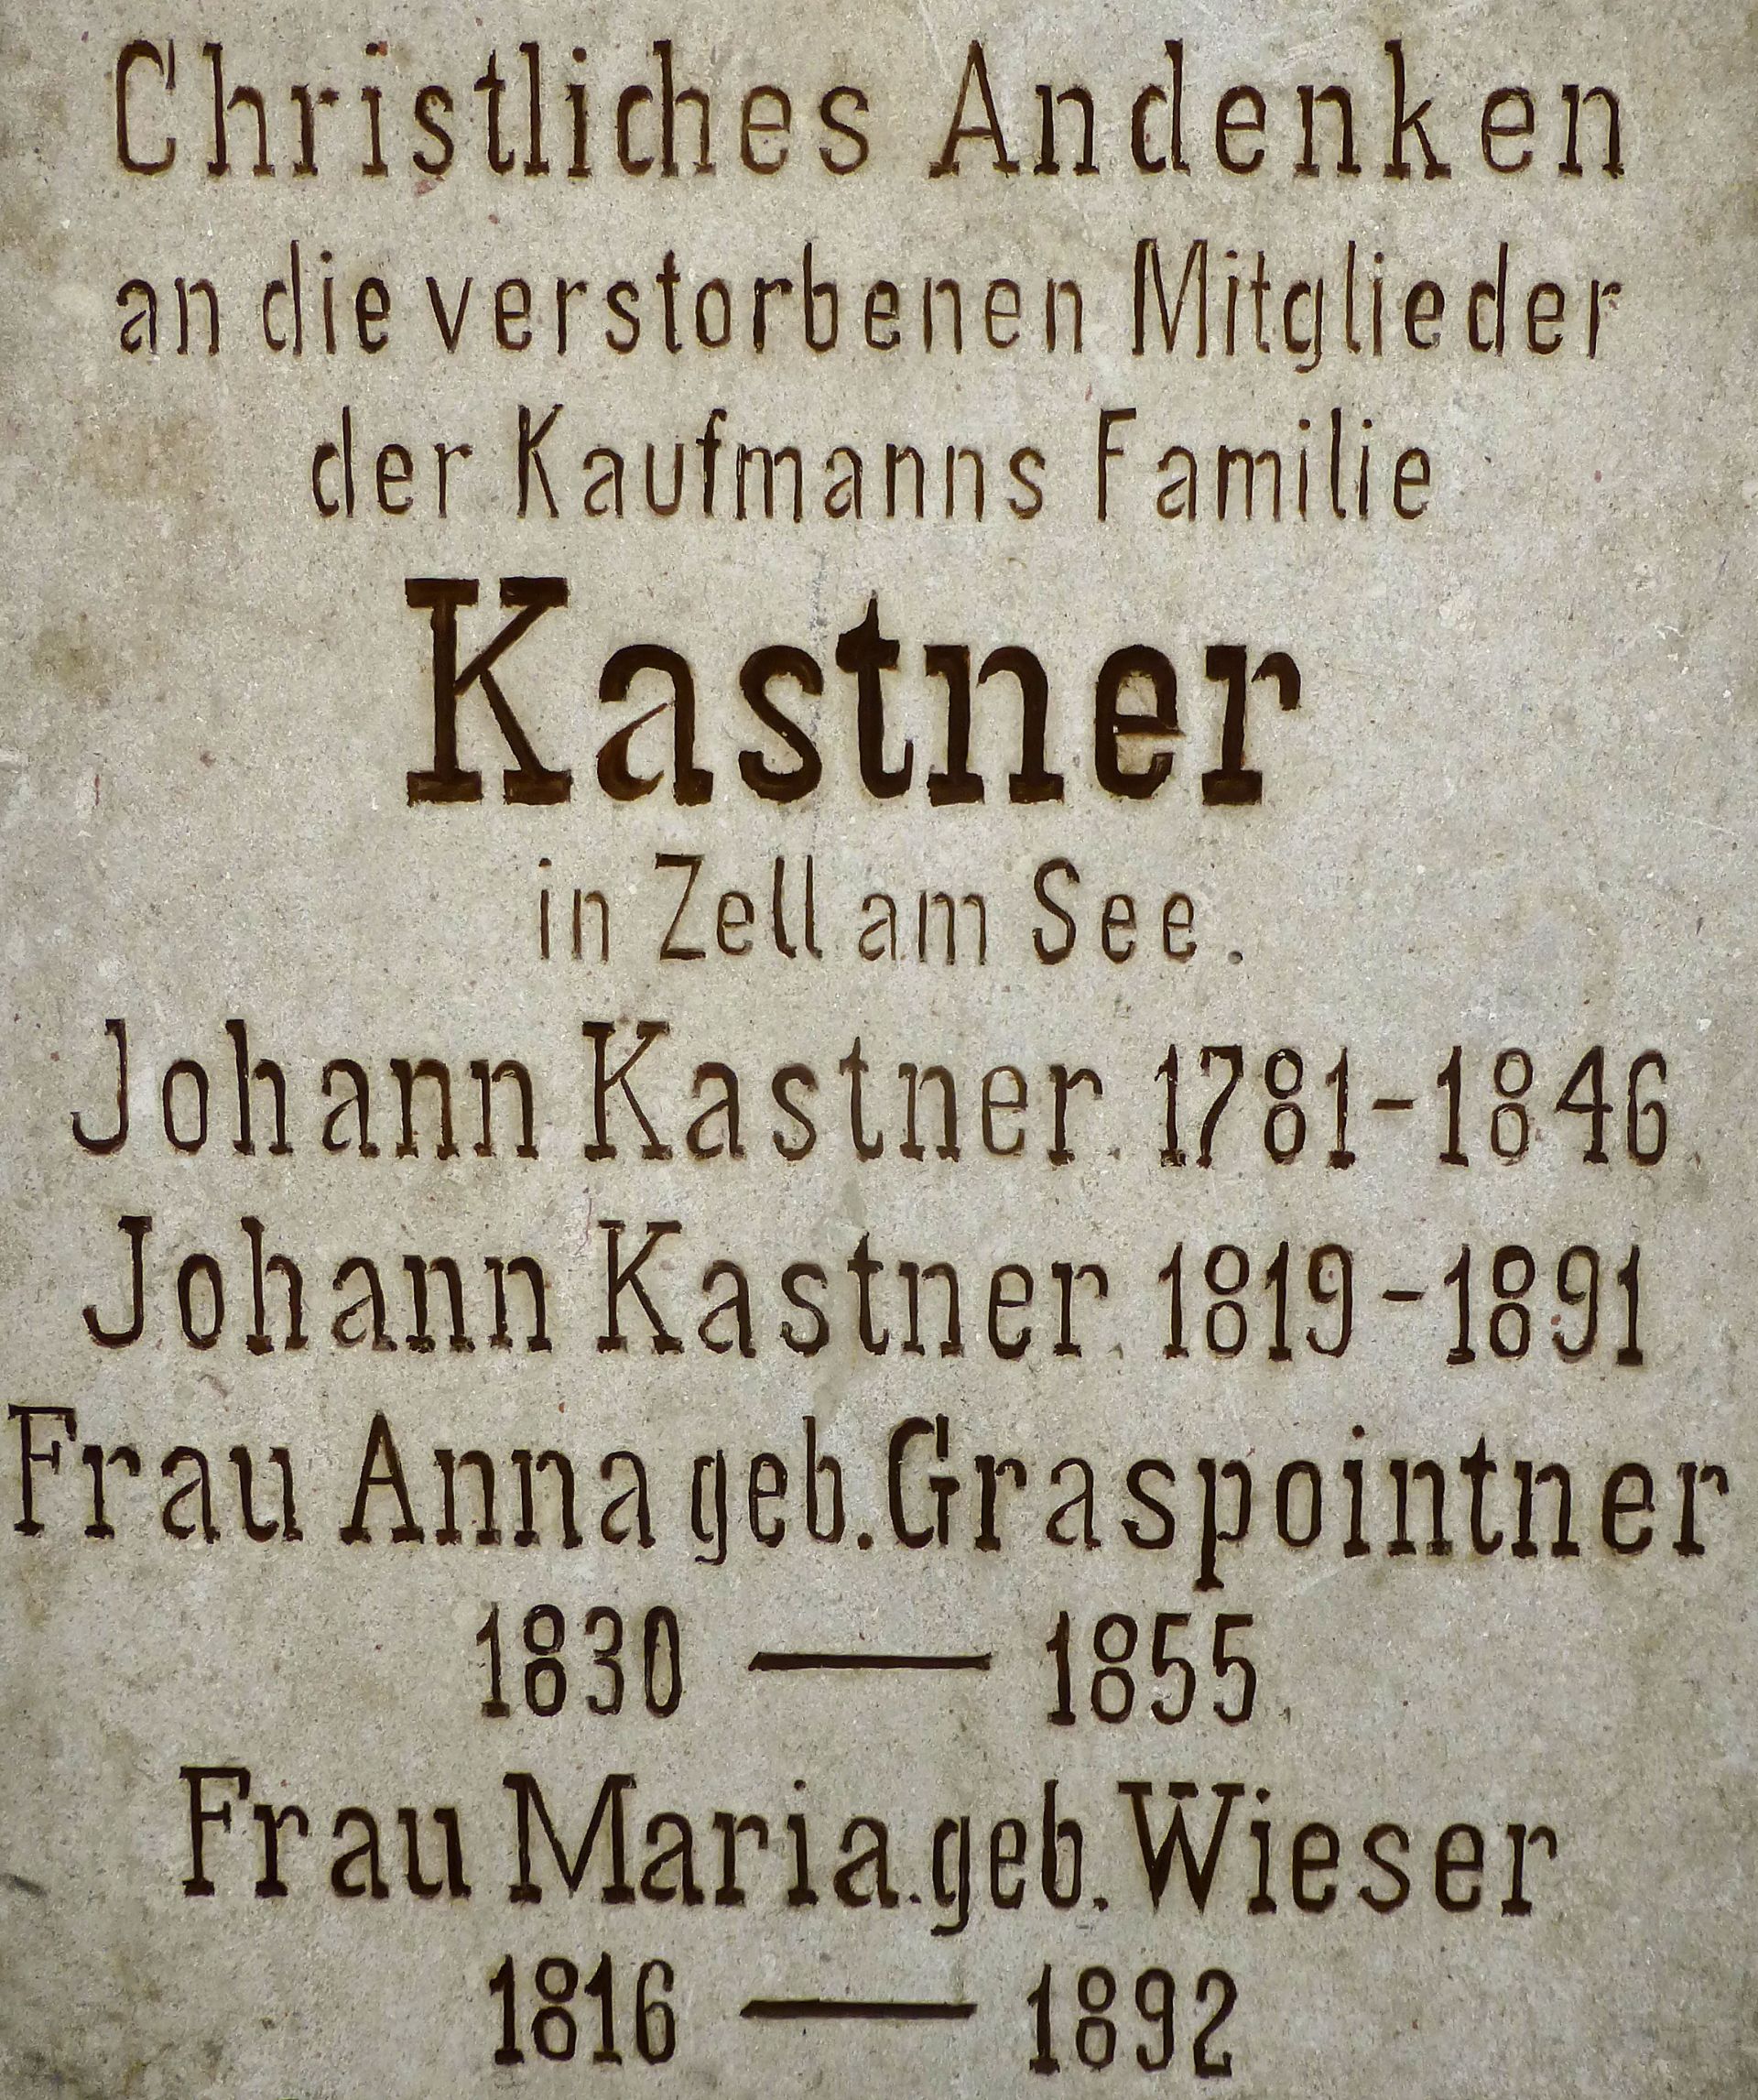 Christliches Andenken
an die verstorbenen Mitglieder
der Kaufmanns Familie
Kastner
in Zell am See.
Johann Kastner. 1781-1846.
Johann Kastner. 1819-1891
Frau Anna geb. Graspointner
1830 — 1855.
Frau Maria.geb. Wieser
1816 — 1892